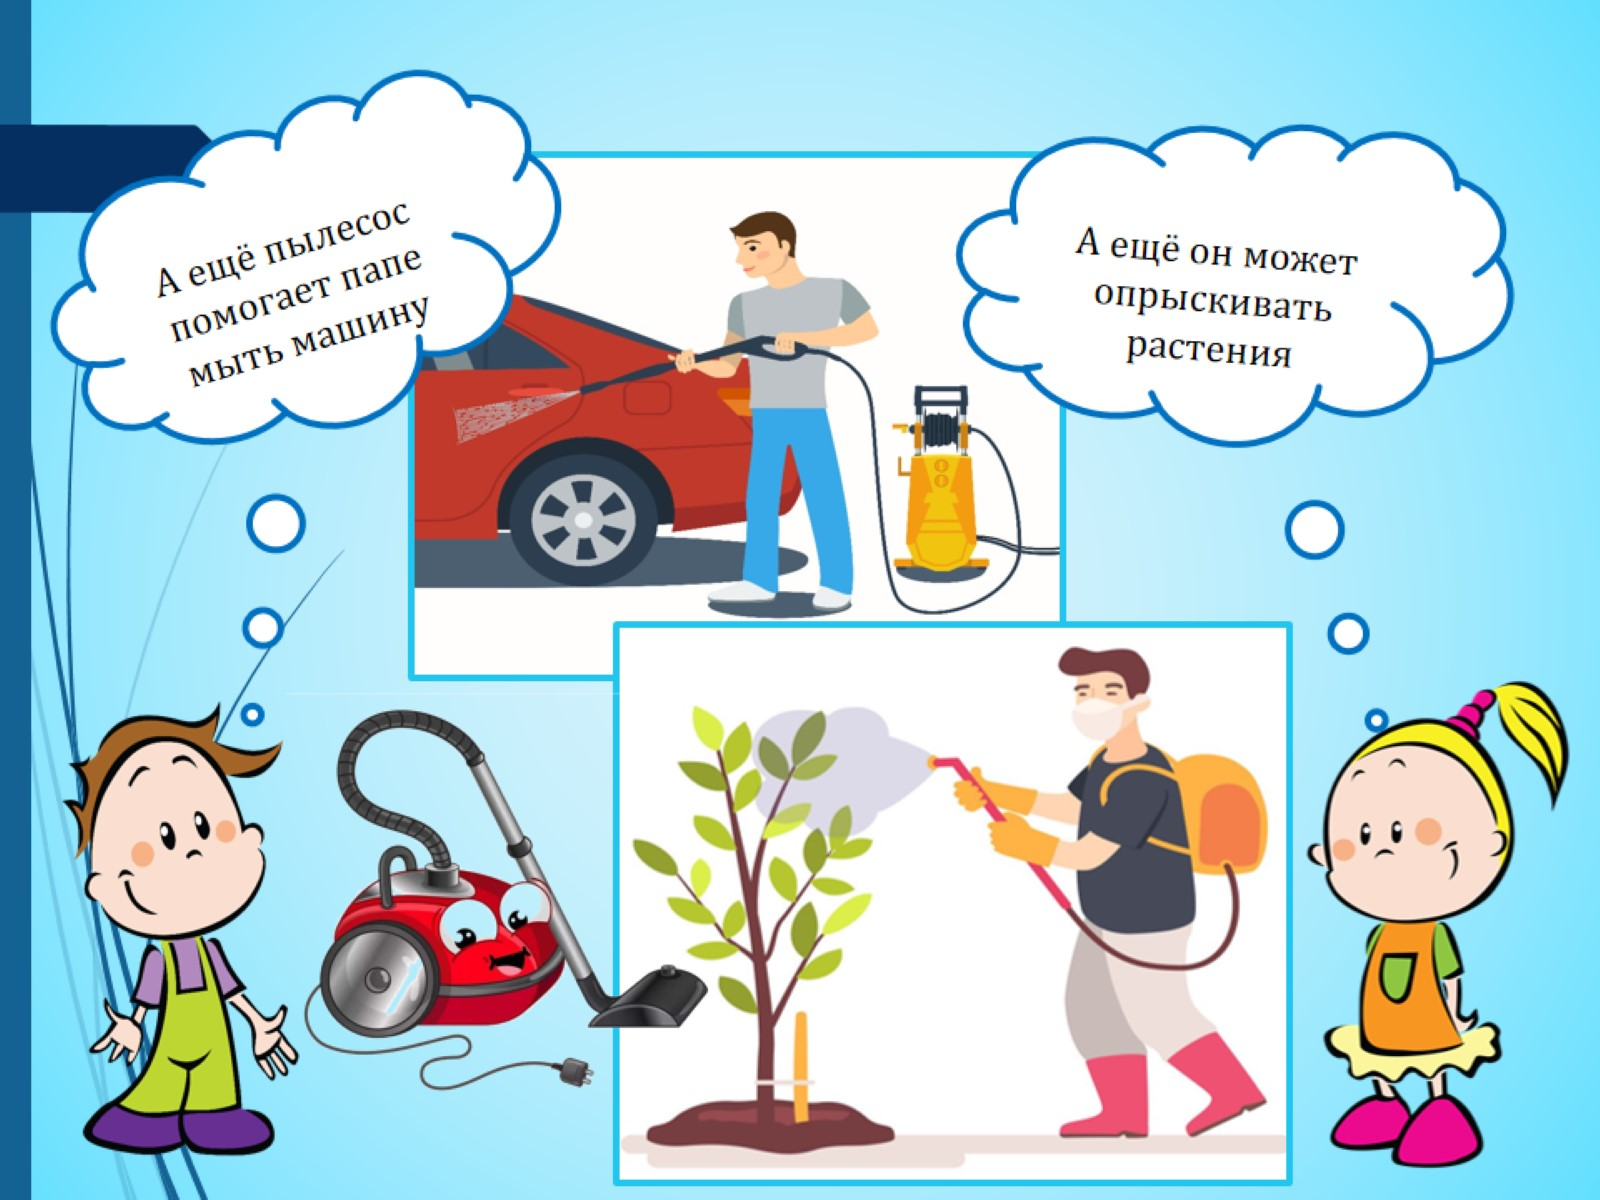 А ещё пылесос
помогает папе
мыть машину
А ещё он может
опрыскивать
растения